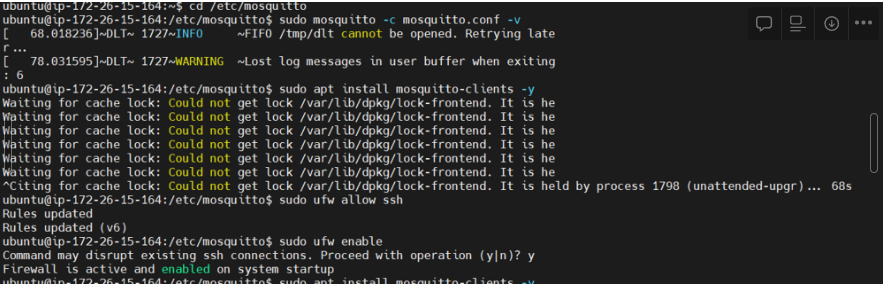 ubuntu@ip-172-26-15-164:~$ cd /etc/mosquitto
ubuntu@ip-172-26-15-164:/etc/mosquitto$ sudo mosquitto -c mosquitto.conf -v
[   68.018236]~DLT~ 1727~INFO     ~FIFO /tmp/dlt cannot be opened. Retrying late
r...
[   78.031595]~DLT~ 1727~WARNING  ~Lost log messages in user buffer when exiting
: 6
ubuntu@ip-172-26-15-164:/etc/mosquitto$ sudo apt install mosquitto-clients -y
Waiting for cache lock: Could not get lock /var/lib/dpkg/lock-frontend. It is he
Waiting for cache lock: Could not get lock /var/lib/dpkg/lock-frontend. It is he
Waiting for cache lock: Could not get lock /var/lib/dpkg/lock-frontend. It is he
Waiting for cache lock: Could not get lock /var/lib/dpkg/lock-frontend. It is he
Waiting for cache lock: Could not get lock /var/lib/dpkg/lock-frontend. It is he
Waiting for cache lock: Could not get lock /var/lib/dpkg/lock-frontend. It is he
^Citing for cache lock: Could not get lock /var/lib/dpkg/lock-frontend. It is held by process 1798 (unattended-upgr)... 68s
ubuntu@ip-172-26-15-164:/etc/mosquitto$ sudo ufw allow ssh
Rules updated
Rules updated (v6)
ubuntu@ip-172-26-15-164:/etc/mosquitto$ sudo ufw enable
Command may disrupt existing ssh connections. Proceed with operation (y|n)? y
Firewall is active and enabled on system startup
ubuntu@ip-172-26-15-164:/etc/mosquitto$ sudo apt install mosquitto-clients -y